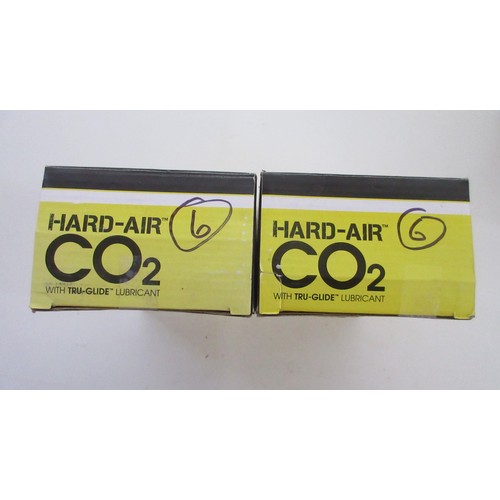 HARD-AIR™ 6
CO2
WITH TRU-GLIDE™ LUBRICANT
HARD-AIR™ 6
CO2
WITH TRU-GLIDE™ LUBRICANT